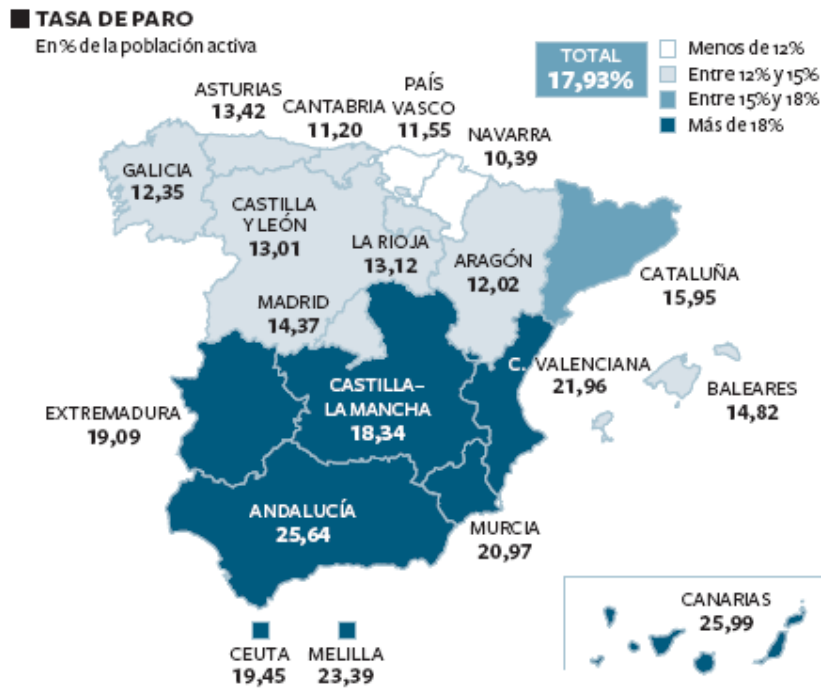 TASA DE PARO
En % de la población activa
TOTAL
17,93%
Menos de 12%
Entre 12% y 15%
Entre 15% y 18%
Más de 18%
ASTURIAS
13,42
CANTABRIA
11,20
PAÍS
VASCO
11,55
NAVARRA
10,39
GALICIA
12,35
CASTILLA
Y LEÓN
13,01
LA RIOJA
13,12
ARAGÓN
12,02
CATALUÑA
15,95
MADRID
14,37
C. VALENCIANA
21,96
BALEARES
14,82
EXTREMADURA
19,09
CASTILLA–
LA MANCHA
18,34
ANDALUCÍA
25,64
MURCIA
20,97
CANARIAS
25,99
CEUTA
19,45
MELILLA
23,39